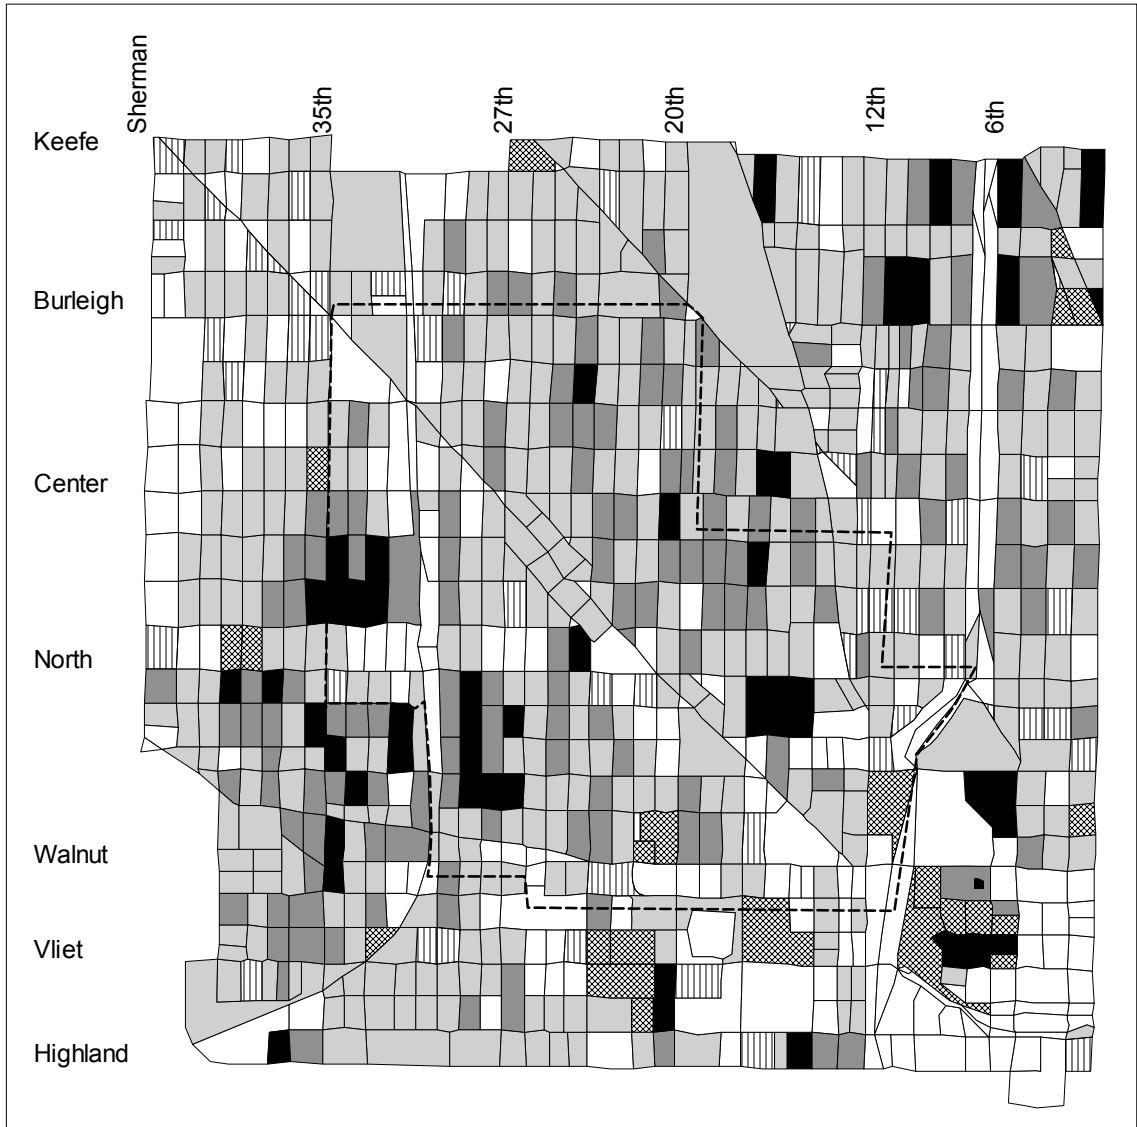 Sherman
35th
27th
20th
12th
6th
Keefe
Burleigh
Center
North
Walnut
Vliet
Highland